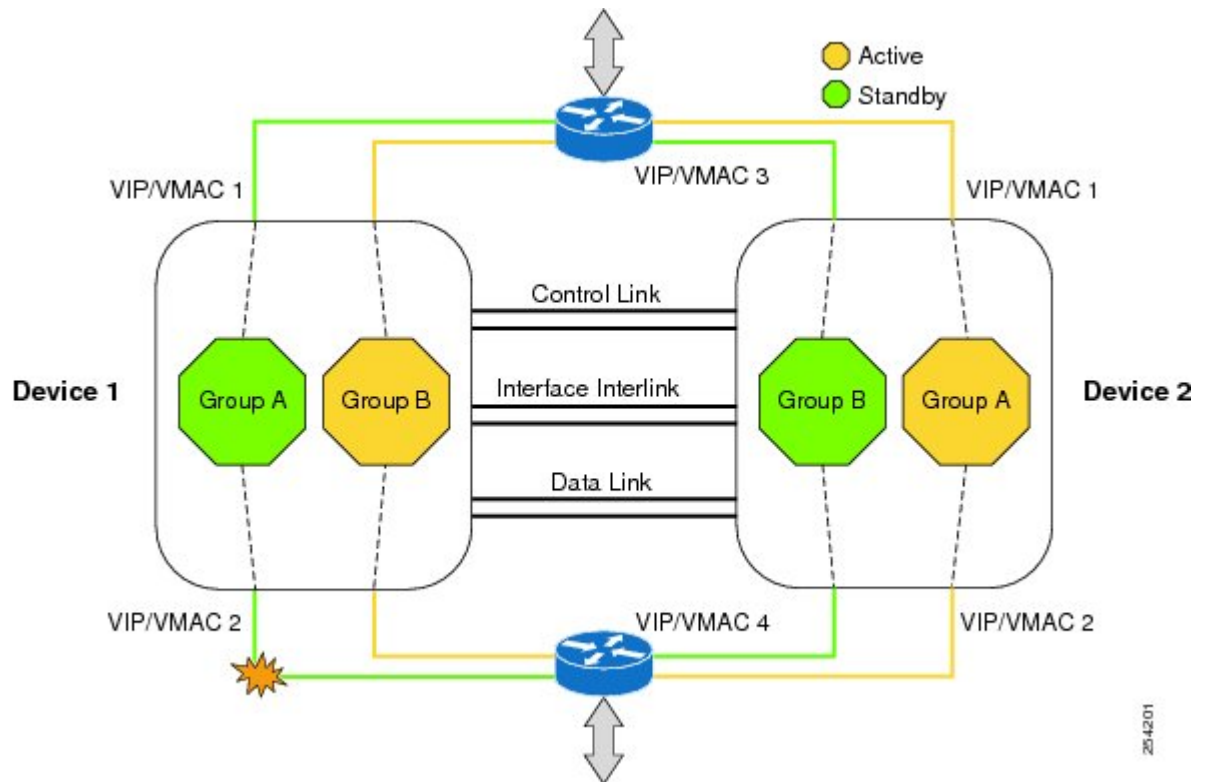 Active
Standby
VIP/VMAC 1
VIP/VMAC 3
VIP/VMAC 1
Control Link
Device 1
Group A
Group B
Interface Interlink
Group B
Group A
Device 2
Data Link
VIP/VMAC 2
VIP/VMAC 4
VIP/VMAC 2
254201